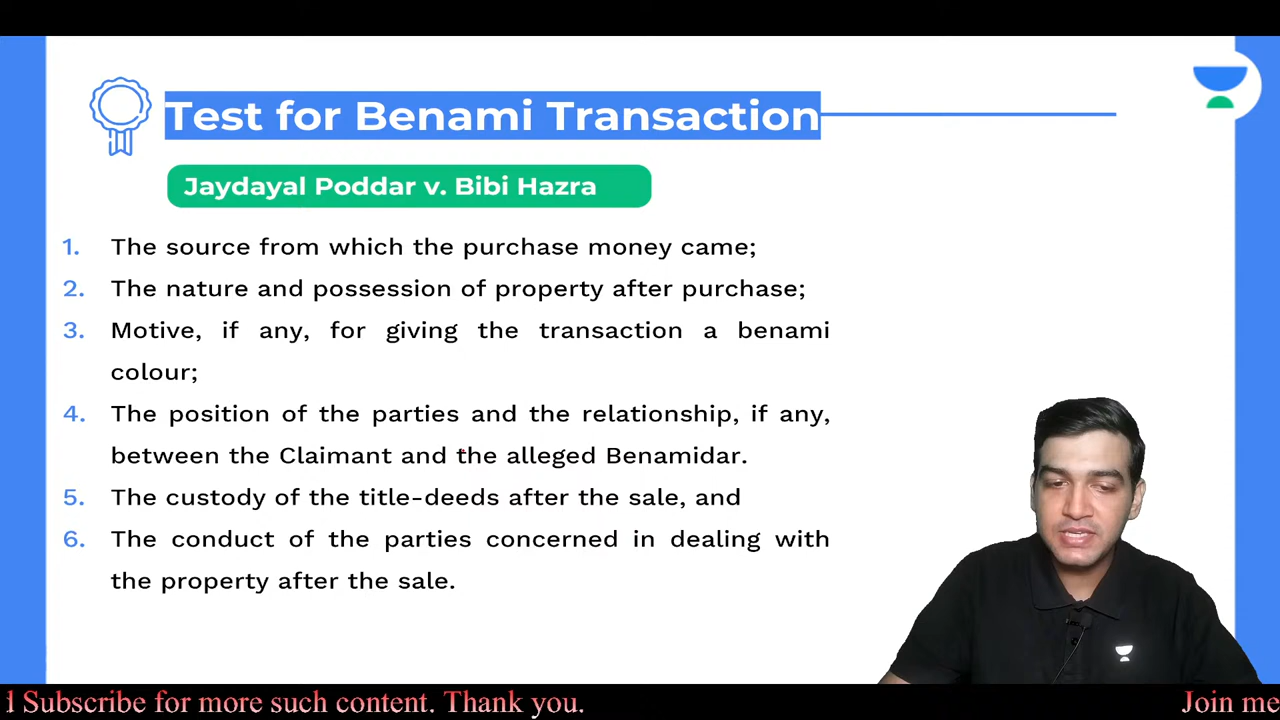 Test for Benami Transaction
Jaydayal Poddar v. Bibi Hazra
1. The source from which the purchase money came;
2. The nature and possession of property after purchase;
3. Motive, if any, for giving the transaction a benami
colour;
4. The position of the parties and the relationship, if any,
between the Claimant and the alleged Benamidar.
5. The custody of the title-deeds after the sale, and
6. The conduct of the parties concerned in dealing with
the property after the sale.
Subscribe for more such content. Thank you. Join me